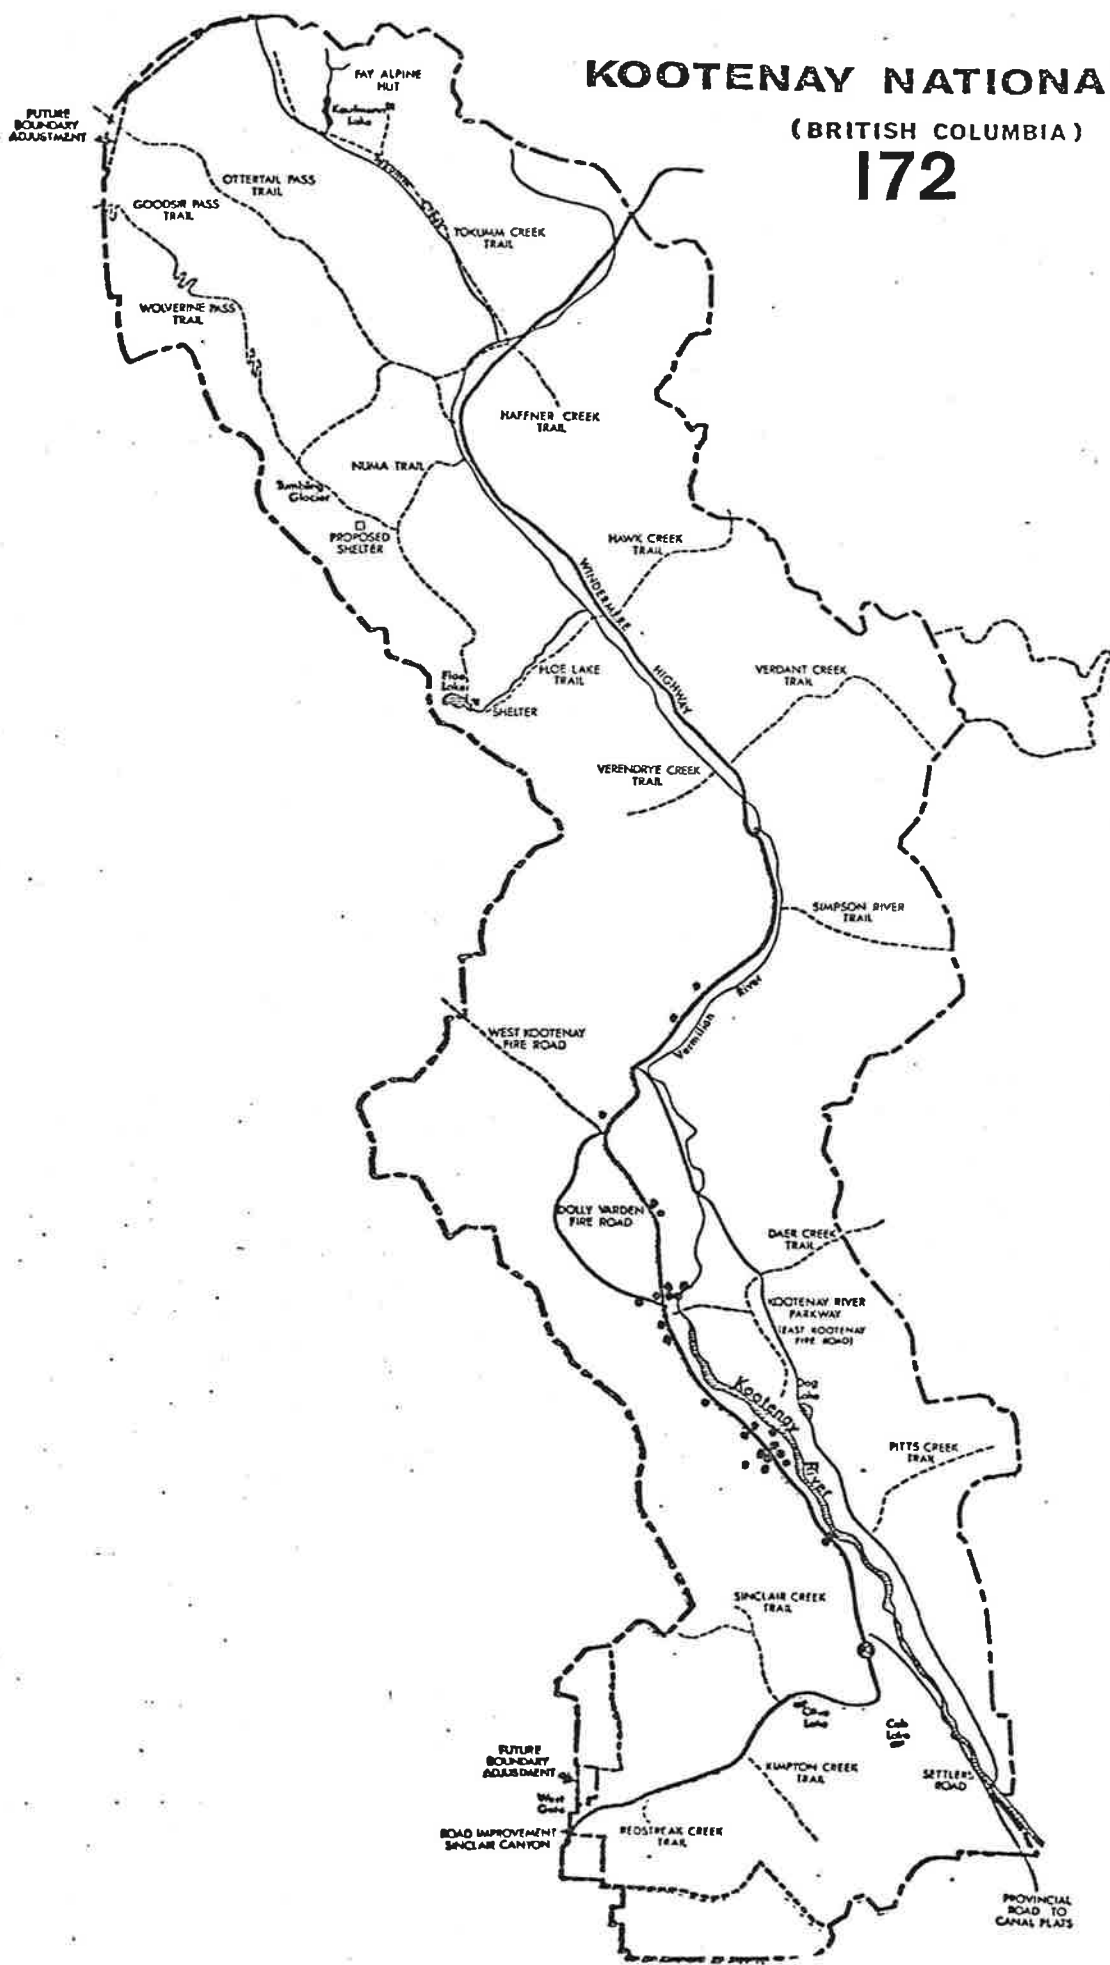 KOOTENAY NATIONA
(BRITISH COLUMBIA)
172
FAY ALPINE
HUT
Kaufmann
Lake
FUTURE
BOUNDARY
ADJUSTMENT
OTTERTAIL PASS
TRAIL
GOODSIR PASS
TRAIL
TOKUMM CREEK
TRAIL
WOLVERINE PASS
TRAIL
HAFFNER CREEK
TRAIL
NUMA TRAIL
Tumbling
Glacier
PROPOSED
SHELTER
HAWK CREEK
TRAIL
WINDERMERE
HIGHWAY
FLOE LAKE
TRAIL
Floe
Lake
SHELTER
VERDANT CREEK
TRAIL
VERENDRYE CREEK
TRAIL
SIMPSON RIVER
TRAIL
Vermilion
River
WEST KOOTENAY
FIRE ROAD
DOLLY VARDEN
FIRE ROAD
DAER CREEK
TRAIL
KOOTENAY RIVER
PARKWAY
(EAST KOOTENAY
FIRE ROAD)
Dog
Lake
Kootenay
River
PITTS CREEK
TRAIL
SINCLAIR CREEK
TRAIL
Olive
Lake
Cob
Lake
FUTURE
BOUNDARY
ADJUSTMENT
West
Gate
KIMPTON CREEK
TRAIL
SETTLERS
ROAD
ROAD IMPROVEMENT
SINCLAIR CANYON
REDSTREAK CREEK
TRAIL
PROVINCIAL
ROAD TO
CANAL FLATS